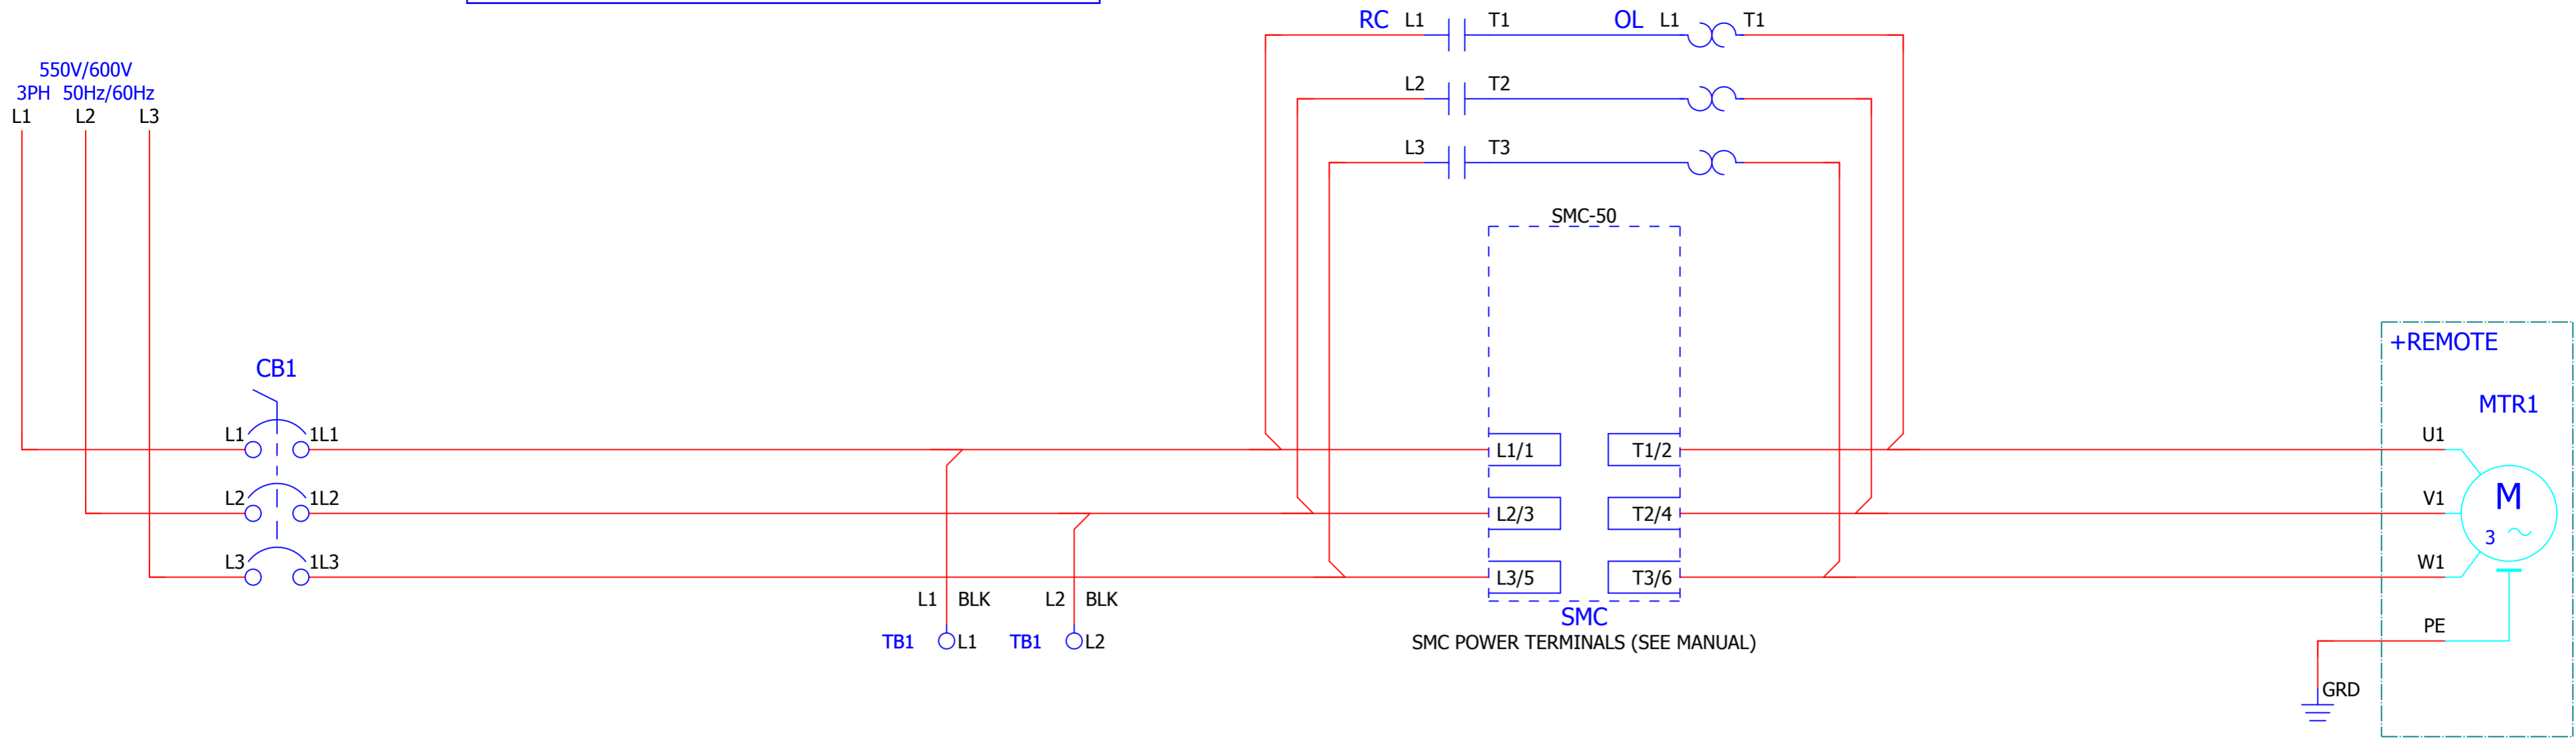 RC L1 T1 OL L1 T1
550V/600V
3PH 50Hz/60Hz
L1 L2 L3
L2 T2
L3 T3
SMC-50
+REMOTE
CB1
MTR1
L1 1L1 L1/1 T1/2 U1
L2 1L2 L2/3 T2/4 V1
M
3
L3 1L3 L3/5 T3/6 W1
L1 BLK L2 BLK
SMC
PE
TB1 L1 TB1 L2
SMC POWER TERMINALS (SEE MANUAL)
GRD